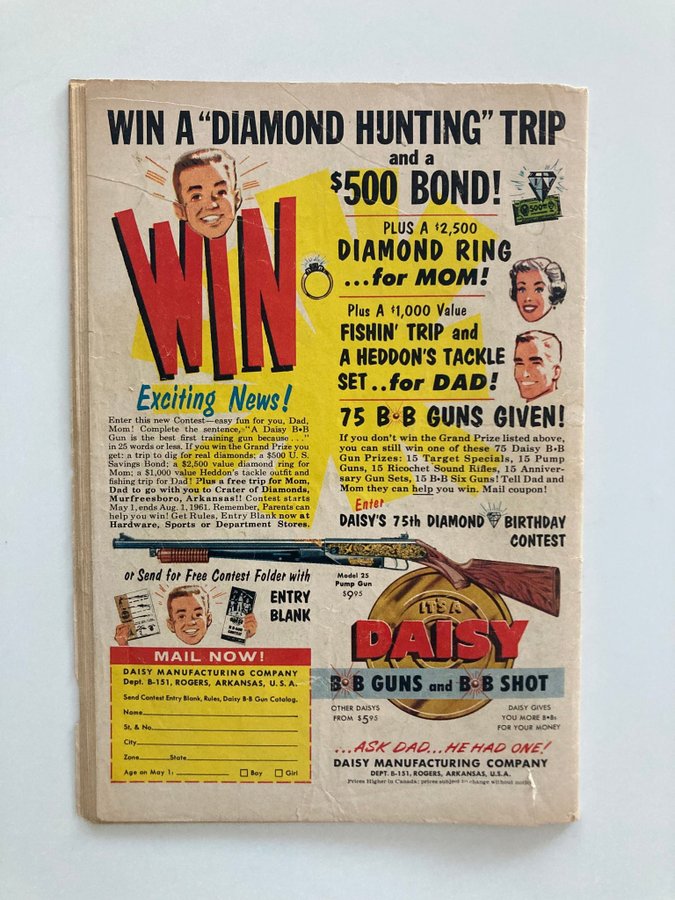 WIN A "DIAMOND HUNTING" TRIP
and a
$500 BOND!
500
WIN
PLUS A $2,500
DIAMOND RING
...for MOM!
Plus A $1,000 Value
FISHIN' TRIP and
A HEDDON'S TACKLE
SET..for DAD!
Exciting News!
Enter this new Contest—easy fun for you, Dad,
Mom! Complete the sentence, "A Daisy B•B
Gun is the best first training gun because..."
in 25 words or less. If you win the Grand Prize you
get: a trip to dig for real diamonds; a $500 U. S.
Savings Bond; a $2,500 value diamond ring for
Mom; a $1,000 value Heddon's tackle outfit and
fishing trip for Dad! Plus a free trip for Mom,
Dad to go with you to Crater of Diamonds,
Murfreesboro, Arkansas!! Contest starts
May 1, ends Aug. 1, 1961. Remember, Parents can
help you win! Get Rules, Entry Blank now at
Hardware, Sports or Department Stores,
75 B•B GUNS GIVEN!
If you don't win the Grand Prize listed above,
you can still win one of these 75 Daisy B•B
Gun Prizes: 15 Target Specials, 15 Pump
Guns, 15 Ricochet Sound Rifles, 15 Anniver-
sary Gun Sets, 15 B•B Six Guns! Tell Dad and
Mom they can help you win. Mail coupon!
Enter
DAISY'S 75th DIAMOND BIRTHDAY
CONTEST
or Send for Free Contest Folder with
ENTRY
BLANK
Model 25
Pump Gun
$995
MAIL NOW!
DAISY MANUFACTURING COMPANY
Dept. B-151, ROGERS, ARKANSAS, U.S.A.
Send Contest Entry Blank, Rules, Daisy B•B Gun Catalog.
Name
St. & No.
City
Zone State
Age on May 1: Boy Girl
IT'S A
DAISY
B•B GUNS and B•B SHOT
OTHER DAISYS
FROM $595
DAISY GIVES
YOU MORE B•Bs
FOR YOUR MONEY
...ASK DAD...HE HAD ONE!
DAISY MANUFACTURING COMPANY
DEPT. B-151, ROGERS, ARKANSAS, U.S.A.
Prices Higher in Canada; prices subject to change without notice